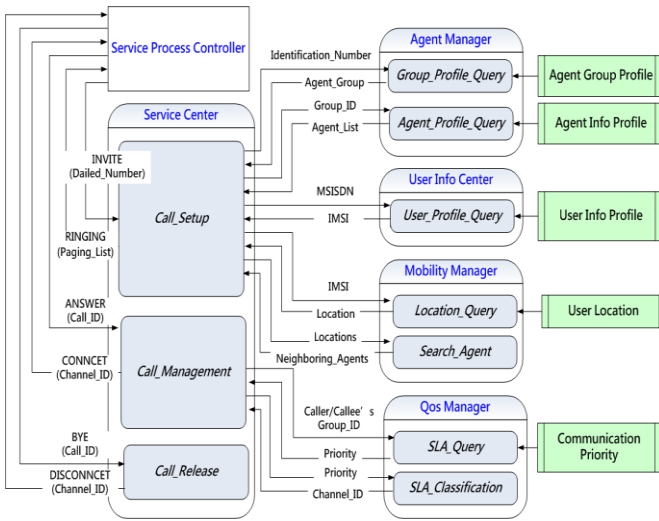 Service Process Controller
Identification_Number
Agent_Group
Group_ID
Agent_List
Agent Manager
Group_Profile_Query
Agent_Profile_Query
Agent Group Profile
Agent Info Profile
Service Center
INVITE
(Dailed_Number)
Call_Setup
RINGING
(Paging_List)
MSISDN
IMSI
User Info Center
User_Profile_Query
User Info Profile
IMSI
Location
Locations
Neighboring_Agents
Mobility Manager
Location_Query
Search_Agent
User Location
ANSWER
(Call_ID)
CONNCET
(Channel_ID)
Call_Management
Caller/Callee's
Group_ID
Priority
Priority
Channel_ID
Qos Manager
SLA_Query
SLA_Classification
Communication
Priority
BYE
(Call_ID)
DISCONNCET
(Channel_ID)
Call_Release